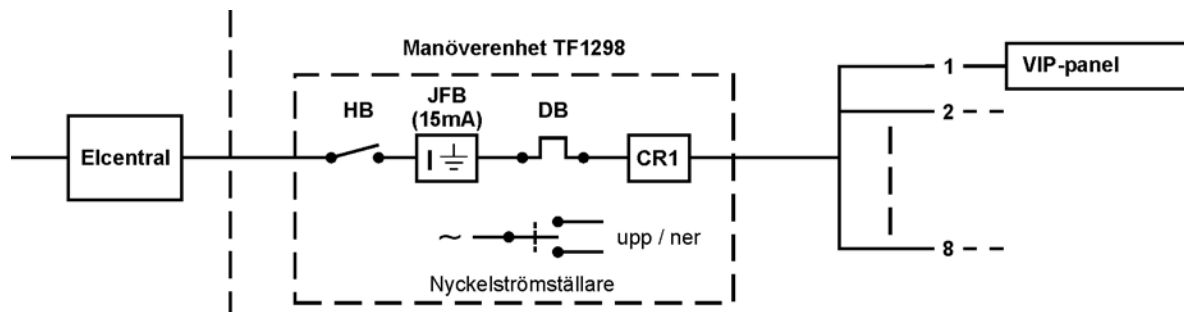 Manöverenhet TF1298
Elcentral
HB
JFB
(15mA)
DB
CR1
~
upp / ner
Nyckelströmställare
1
VIP-panel
2
8